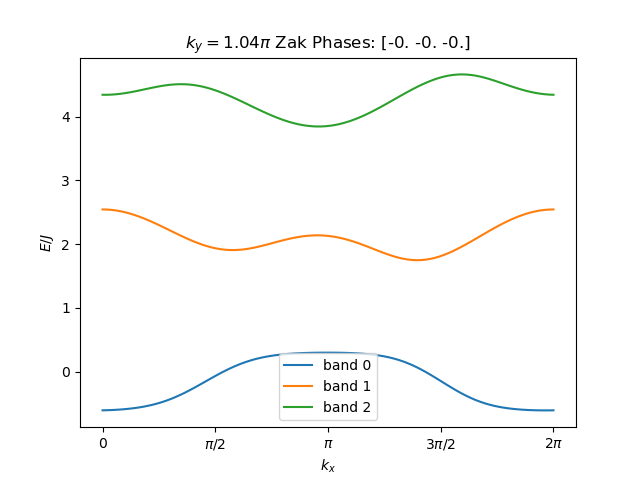 k_y = 1.04π Zak Phases: [-0. -0. -0.]
E/J
4
3
2
1
0
band 0
band 1
band 2
0 π/2 π 3π/2 2π
k_x